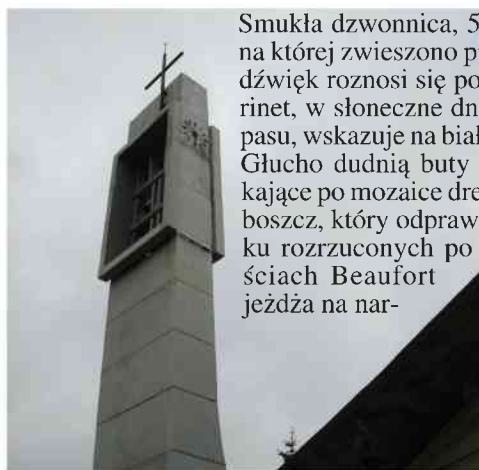 Smukła dzwonnica, 5
na której zwieszono p
dźwięk roznosi się po
rinet, w słoneczne dn
pasu, wskazuje na biał
Głucho dudnią buty
kające po mozaice dre
boszcz, który odpraw
ku rozrzuconych po
ściach Beaufort
jeżdża na nar-